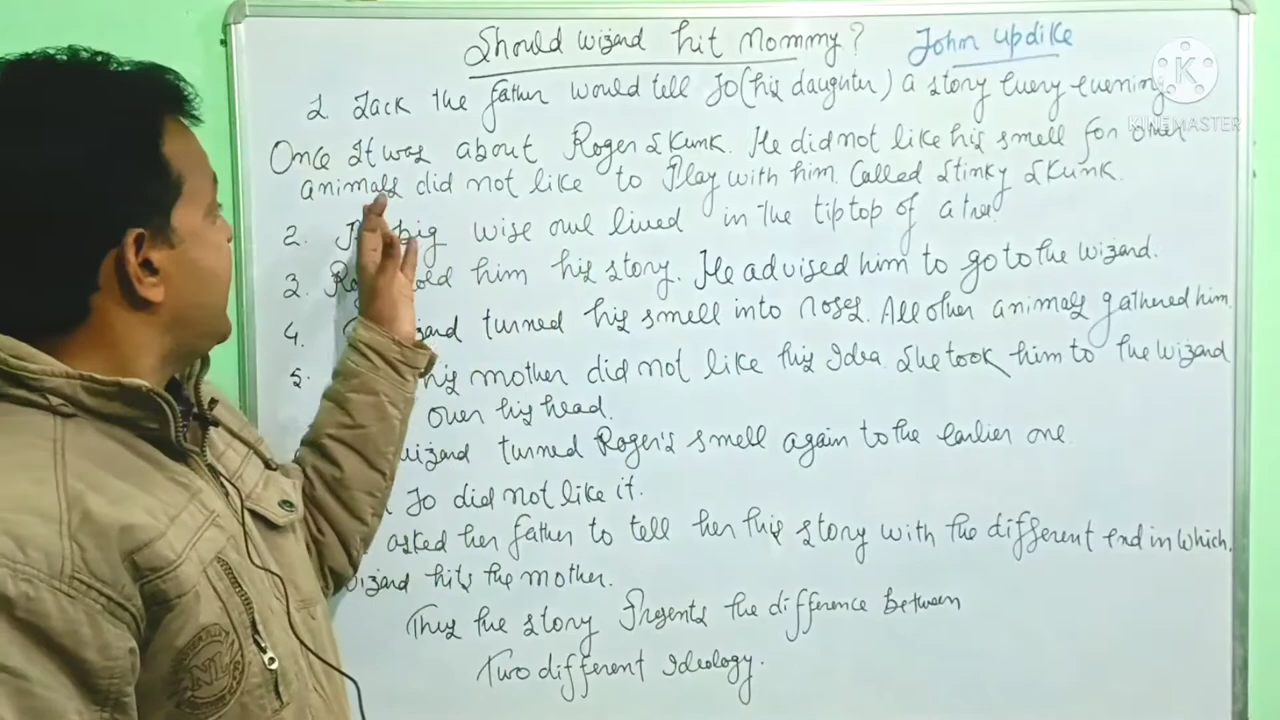 Should wizard hit Mommy? John updike
1 Jack the father would tell Jo (his daughter) a story Every evening
KINEMASTER
Once It was about Roger Skunk. He did not like his smell for other
animals did not like to Play with him. Called Stinky Skunk.
2. big wise owl lived in the tiptop of a tree.
3. told him his story. He advised him to go to the wizard.
4. turned his smell into roses. All other animals gathered him.
5. his mother did not like this Idea. She took him to the wizard
over his head.
wizard turned Roger's smell again to the earlier one.
Jo did not like it.
asked her father to tell her this story with the different end in which.
wizard hits the mother.
Thus the story Presents the difference between
Two different Ideology.
K
NL